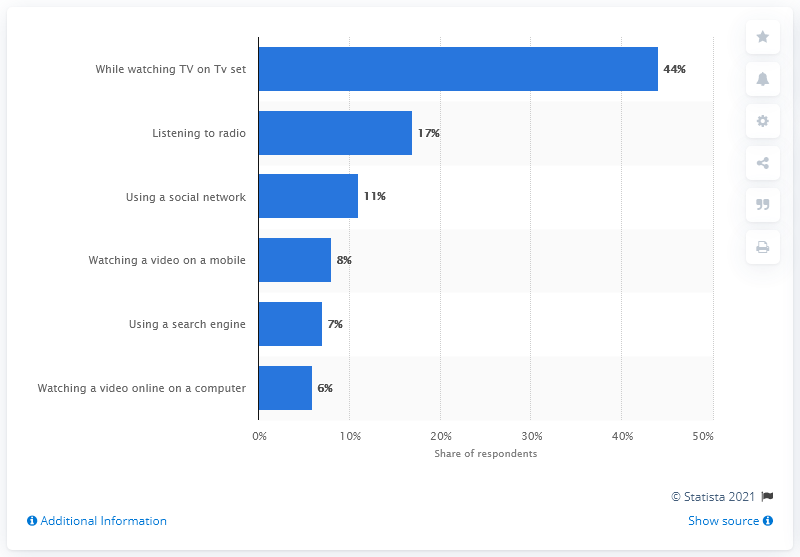 While watching TV on Tv set
44%
Listening to radio
17%
Using a social network
11%
Watching a video on a mobile
8%
Using a search engine
7%
Watching a video online on a computer
6%
0% 10% 20% 30% 40% 50%
Share of respondents
© Statista 2021
Additional Information
Show source